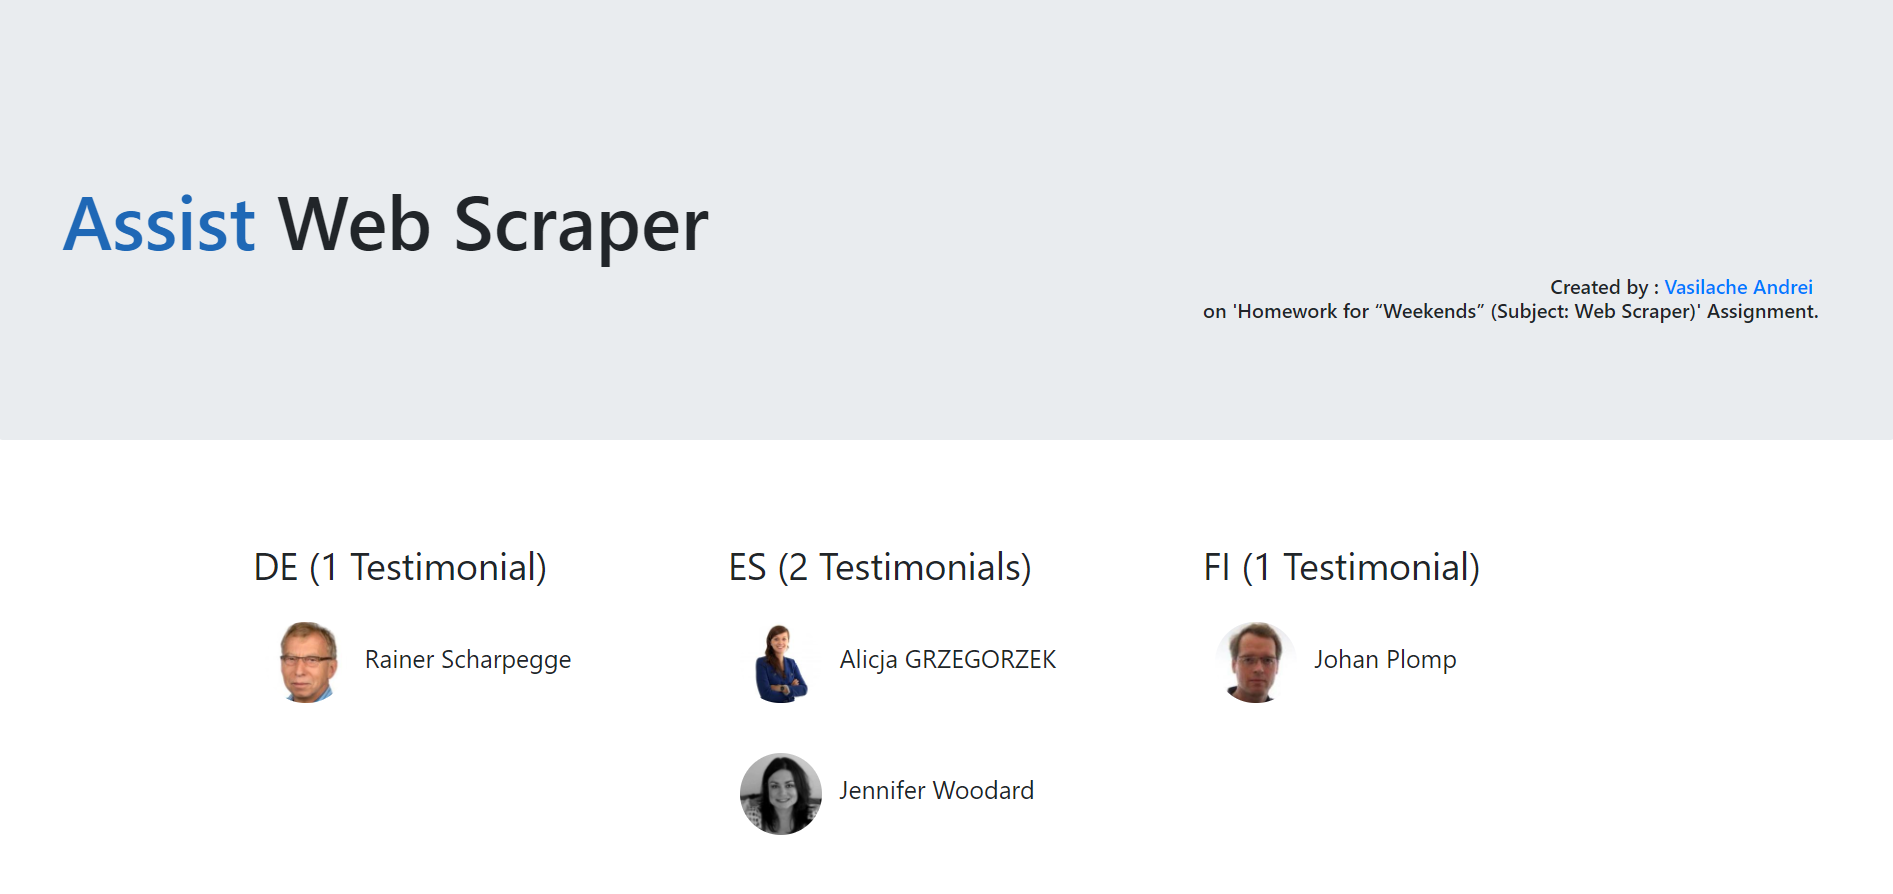 Assist Web Scraper
Created by : Vasilache Andrei
on 'Homework for “Weekends” (Subject: Web Scraper)' Assignment.
DE (1 Testimonial)
Rainer Scharpegge
ES (2 Testimonials)
Alicja GRZEGORZEK
Jennifer Woodard
FI (1 Testimonial)
Johan Plomp